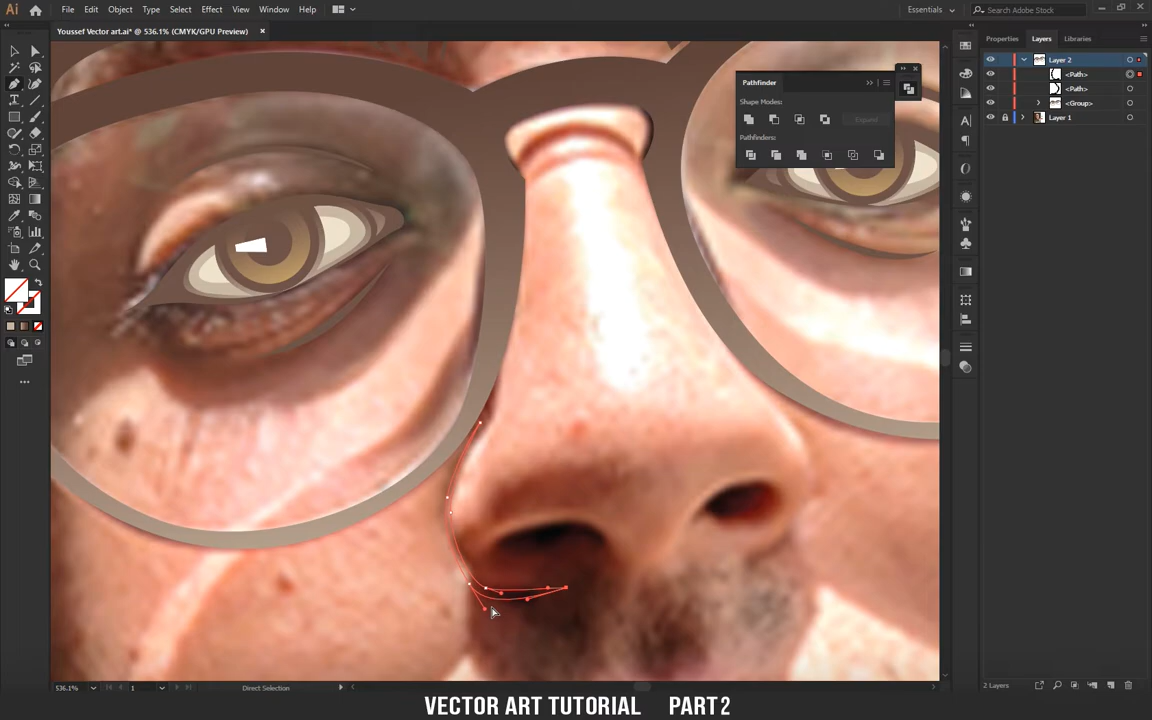 Ai File Edit Object Type Select Effect View Window Help Essentials Search Adobe Stock
Youssef Vector art.ai* @ 536.1% (CMYK/GPU Preview)
Properties Layers Libraries
Layer 2
<Path>
<Path>
<Group>
Layer 1
Pathfinder
Shape Modes:
Expand
Pathfinders:
536.1% 1 Direct Selection 2 Layers
VECTOR ART TUTORIAL PART 2